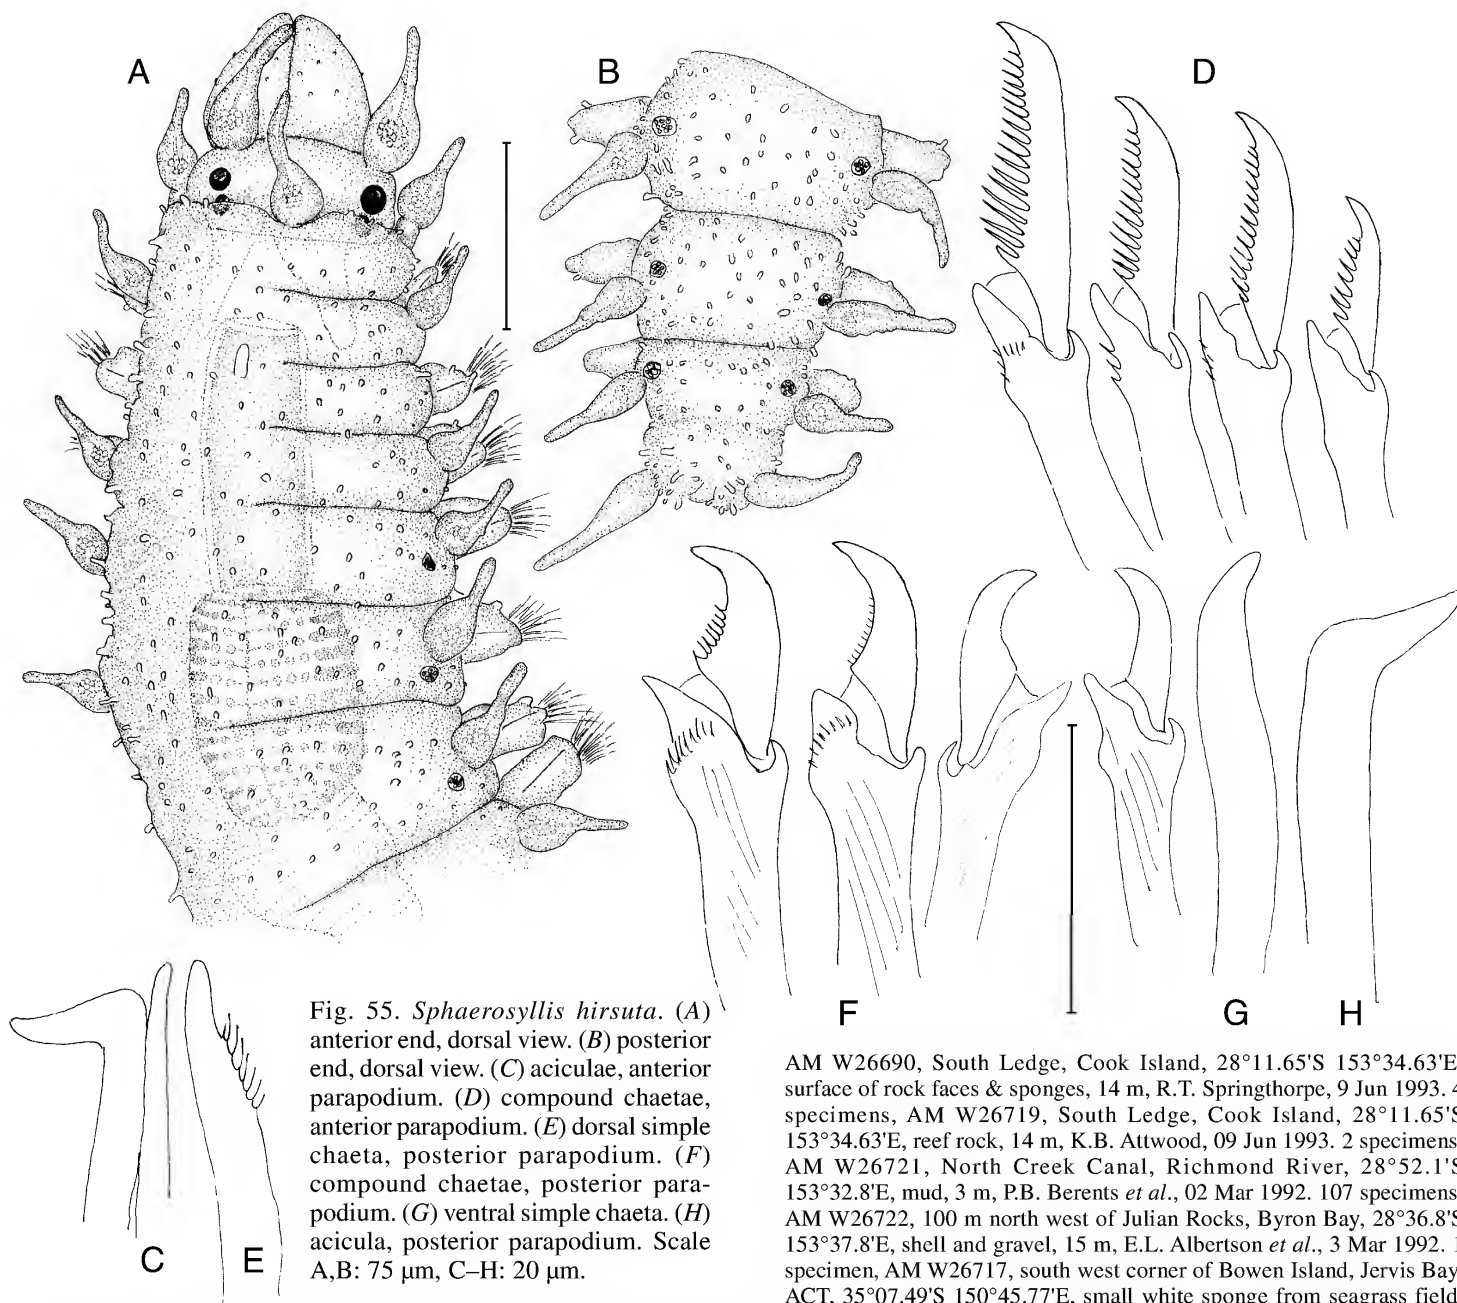 A
B
D
F
G
H
C
E
Fig. 55. Sphaerosyllis hirsuta. (A)
anterior end, dorsal view. (B) posterior
end, dorsal view. (C) aciculae, anterior
parapodium. (D) compound chaetae,
anterior parapodium. (E) dorsal simple
chaeta, posterior parapodium. (F)
compound chaetae, posterior para-
podium. (G) ventral simple chaeta. (H)
acicula, posterior parapodium. Scale
A,B: 75 µm, C–H: 20 µm.
AM W26690, South Ledge, Cook Island, 28°11.65'S 153°34.63'E
surface of rock faces & sponges, 14 m, R.T. Springthorpe, 9 Jun 1993. 4
specimens, AM W26719, South Ledge, Cook Island, 28°11.65'S
153°34.63'E, reef rock, 14 m, K.B. Attwood, 09 Jun 1993. 2 specimens
AM W26721, North Creek Canal, Richmond River, 28°52.1'S
153°32.8'E, mud, 3 m, P.B. Berents et al., 02 Mar 1992. 107 specimens
AM W26722, 100 m north west of Julian Rocks, Byron Bay, 28°36.8'S
153°37.8'E, shell and gravel, 15 m, E.L. Albertson et al., 3 Mar 1992. 1
specimen, AM W26717, south west corner of Bowen Island, Jervis Bay
ACT, 35°07.49'S 150°45.77'E, small white sponge from seagrass field